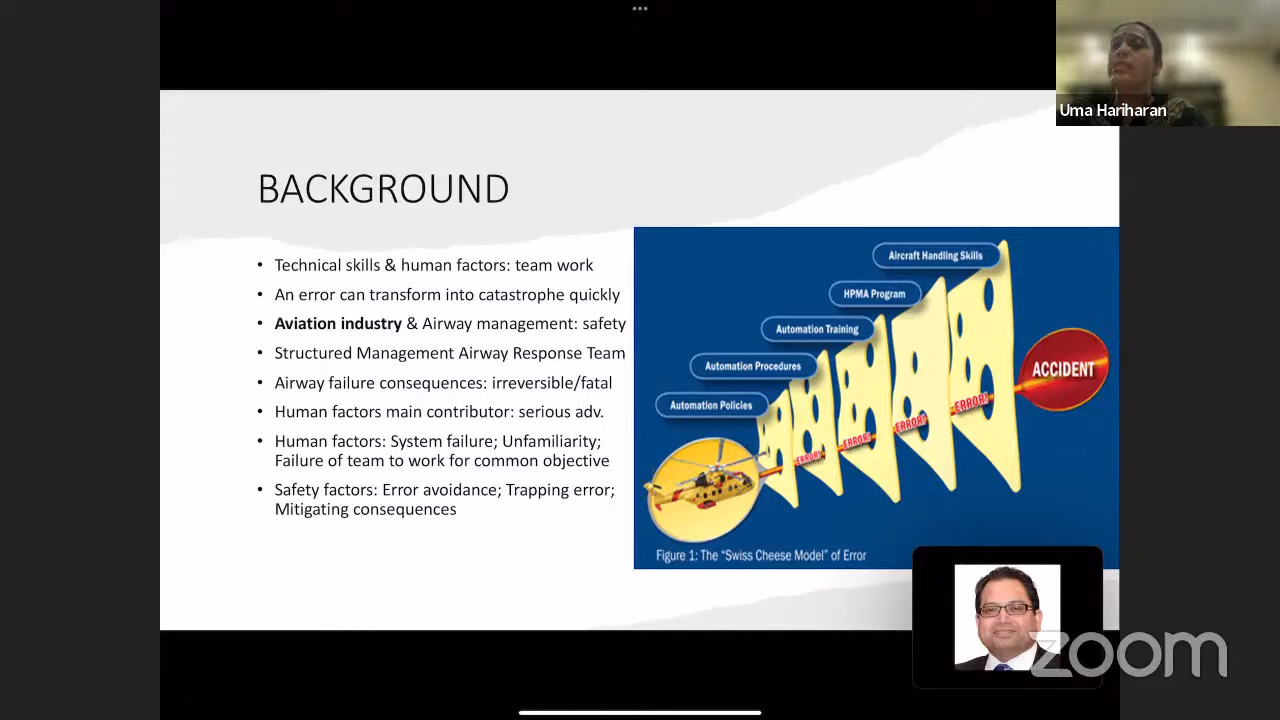 Uma Hariharan
BACKGROUND
• Technical skills & human factors: team work
• An error can transform into catastrophe quickly
• Aviation industry & Airway management: safety
• Structured Management Airway Response Team
• Airway failure consequences: irreversible/fatal
• Human factors main contributor: serious adv.
• Human factors: System failure; Unfamiliarity;
Failure of team to work for common objective
• Safety factors: Error avoidance; Trapping error;
Mitigating consequences
Aircraft Handling Skills
HPMA Program
Automation Training
Automation Procedures
Automation Policies
ERROR!
ERROR!
ERROR!
ERROR!
ACCIDENT
Figure 1: The "Swiss Cheese Model" of Error
zoom